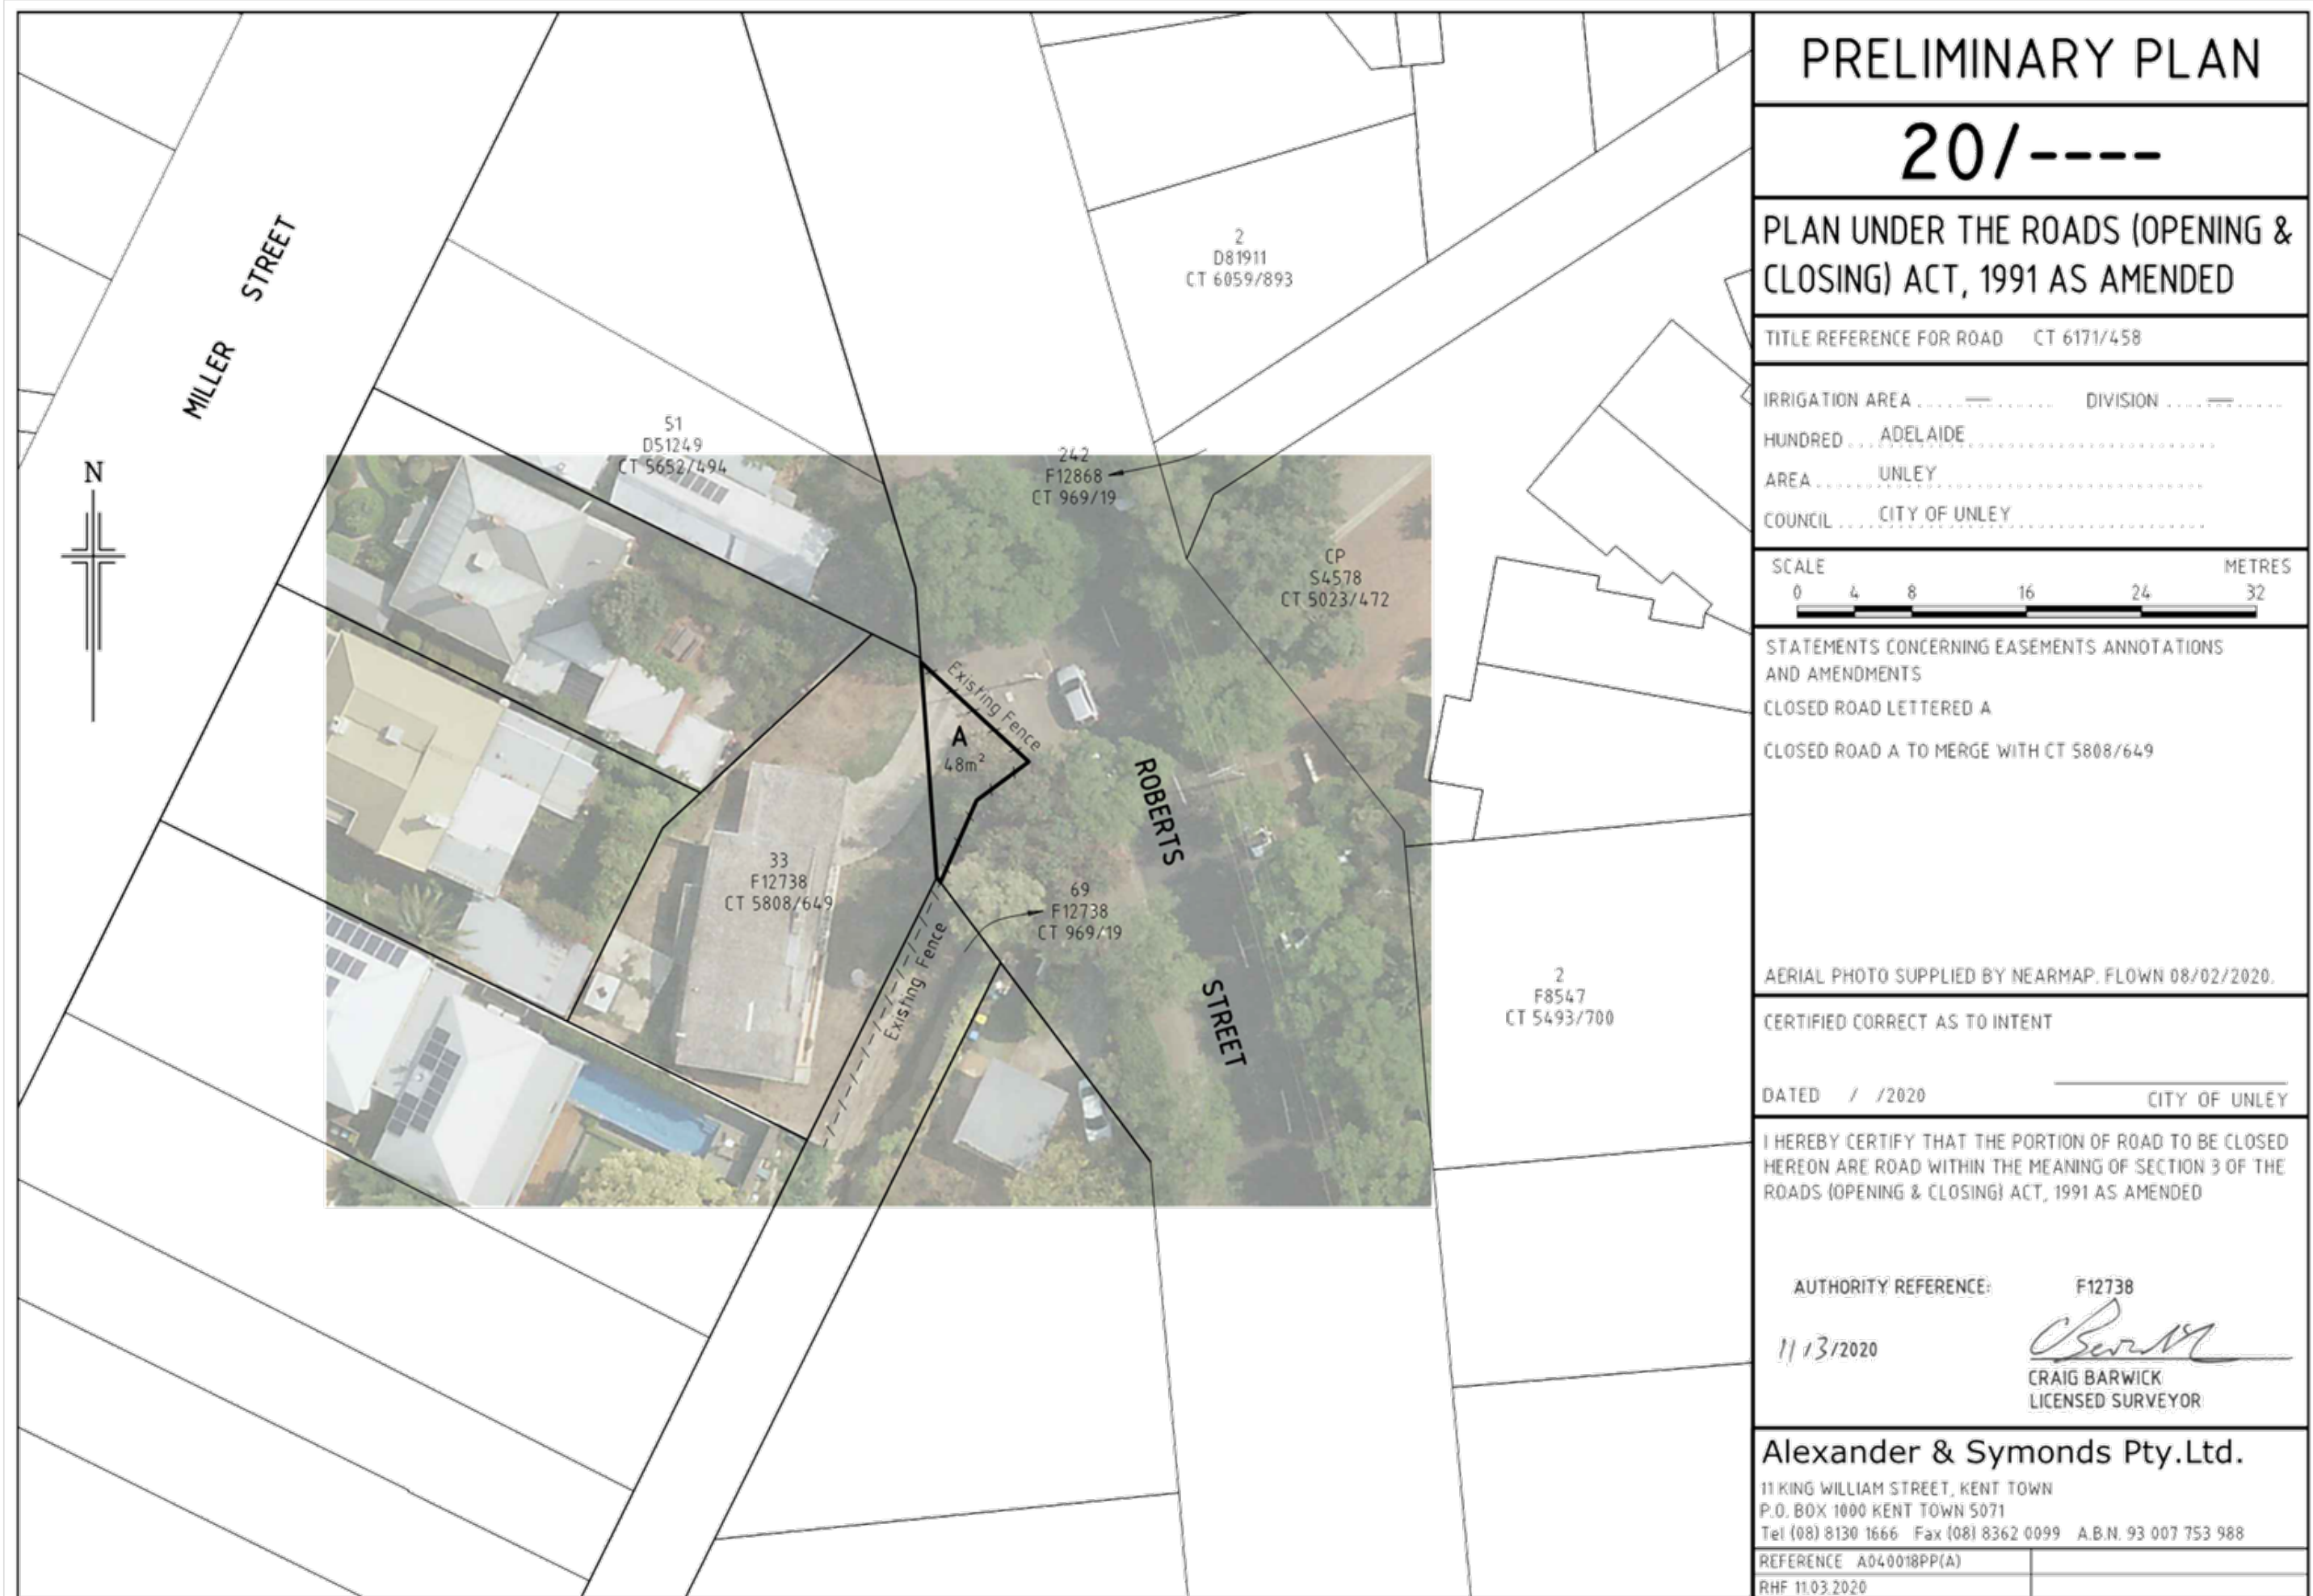 MILLER STREET
N
51
D51249
CT 5652/494
2
D81911
CT 6059/893
242
F12868
CT 969/19
CP
S4578
CT 5023/472
Existing Fence
A
48m²
ROBERTS STREET
33
F12738
CT 5808/649
69
F12738
CT 969/19
Existing Fence
2
F8547
CT 5493/700
PRELIMINARY PLAN
20/----
PLAN UNDER THE ROADS (OPENING &
CLOSING) ACT, 1991 AS AMENDED
TITLE REFERENCE FOR ROAD CT 6171/458
IRRIGATION AREA ..... — ..... DIVISION ..... — .....
HUNDRED ... ADELAIDE
AREA ... UNLEY
COUNCIL ... CITY OF UNLEY
SCALE METRES
0 4 8 16 24 32
STATEMENTS CONCERNING EASEMENTS ANNOTATIONS
AND AMENDMENTS
CLOSED ROAD LETTERED A
CLOSED ROAD A TO MERGE WITH CT 5808/649
AERIAL PHOTO SUPPLIED BY NEARMAP. FLOWN 08/02/2020.
CERTIFIED CORRECT AS TO INTENT
DATED / /2020 CITY OF UNLEY
I HEREBY CERTIFY THAT THE PORTION OF ROAD TO BE CLOSED
HEREON ARE ROAD WITHIN THE MEANING OF SECTION 3 OF THE
ROADS (OPENING & CLOSING) ACT, 1991 AS AMENDED
AUTHORITY REFERENCE: F12738
11/3/2020
CRAIG BARWICK
LICENSED SURVEYOR
Alexander & Symonds Pty.Ltd.
11 KING WILLIAM STREET, KENT TOWN
P.O. BOX 1000 KENT TOWN 5071
Tel (08) 8130 1666 Fax (08) 8362 0099 A.B.N. 93 007 753 988
REFERENCE A040018PP(A)
RHF 11.03.2020